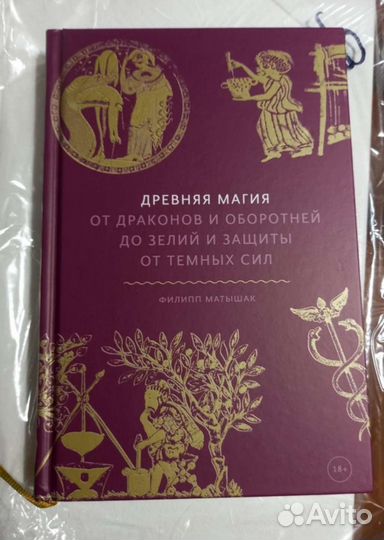 ДРЕВНЯЯ МАГИЯ
ОТ ДРАКОНОВ И ОБОРОТНЕЙ
ДО ЗЕЛИЙ И ЗАЩИТЫ
ОТ ТЕМНЫХ СИЛ
ФИЛИПП МАТЫШАК
18+
Avito